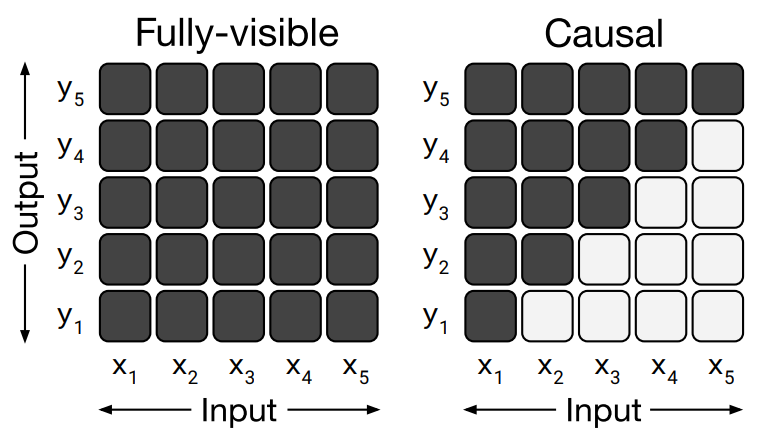 Fully-visible
Causal
Output
y5
y4
y3
y2
y1
x1 x2 x3 x4 x5
Input
y5
y4
y3
y2
y1
x1 x2 x3 x4 x5
Input